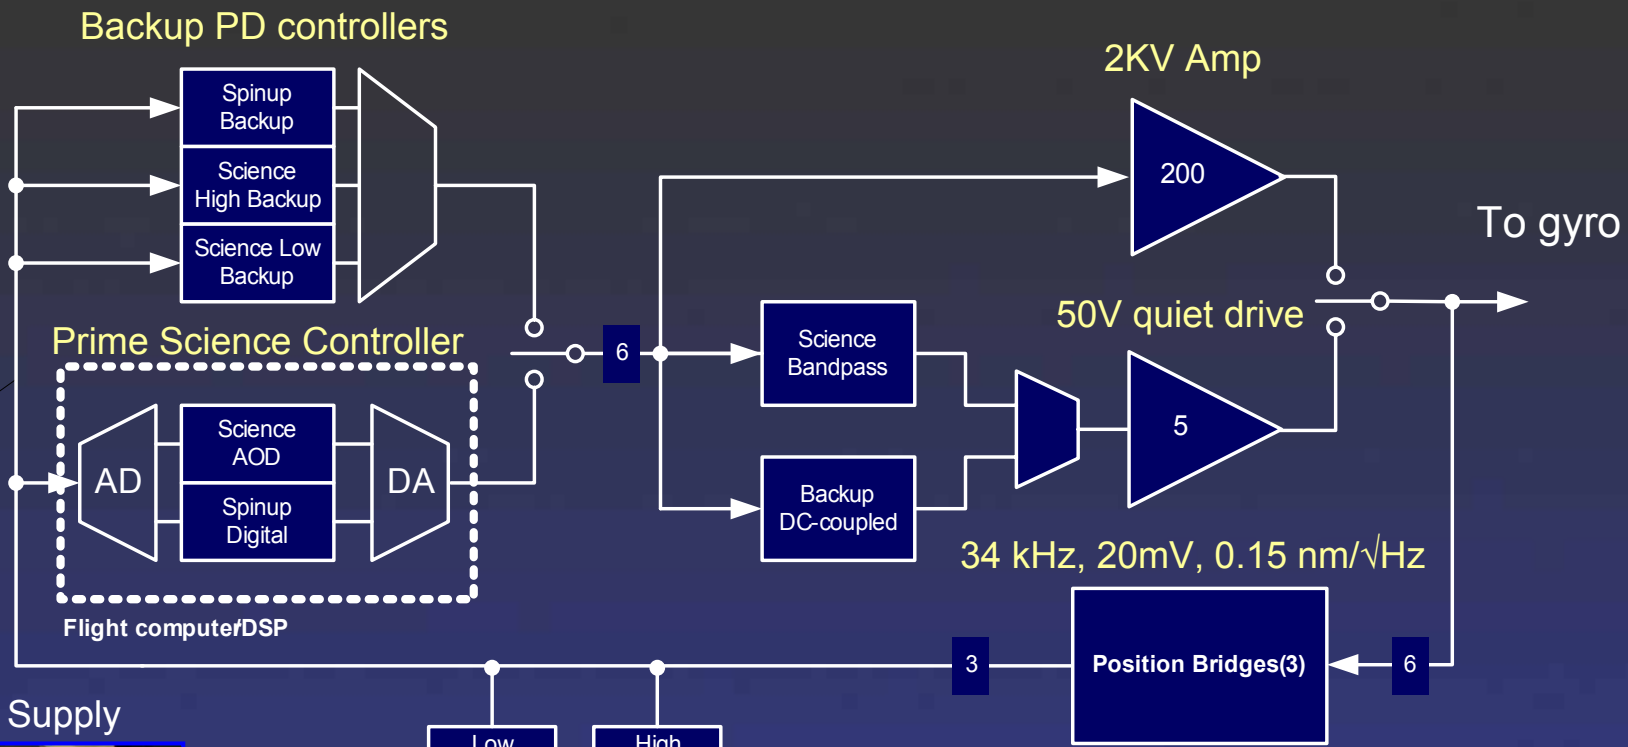 Backup PD controllers
2KV Amp
Spinup
Backup
Science
High Backup
Science Low
Backup
200
To gyro
50V quiet drive
Prime Science Controller
6
Science
Bandpass
AD
Science
AOD
Spinup
Digital
DA
5
Backup
DC-coupled
34 kHz, 20mV, 0.15 nm/√Hz
Flight computer/DSP
3
Position Bridges(3)
6
Supply
Low
High